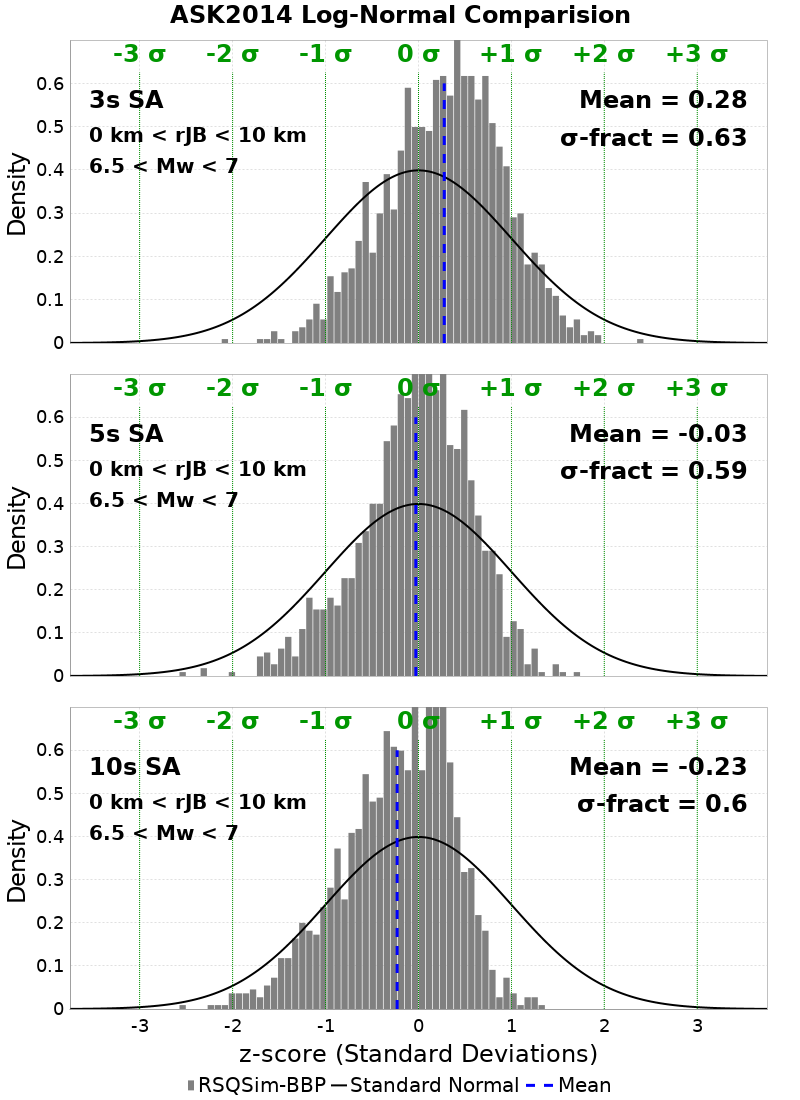 ASK2014 Log-Normal Comparision
-3 σ -2 σ -1 σ 0 σ +1 σ +2 σ +3 σ
0.6
3s SA
Mean = 0.28
0.5
0 km < rJB < 10 km
σ-fract = 0.63
6.5 < Mw < 7
0.4
0.3
0.2
0.1
0
Density
-3 σ -2 σ -1 σ 0 σ +1 σ +2 σ +3 σ
0.6
5s SA
Mean = -0.03
0.5
0 km < rJB < 10 km
σ-fract = 0.59
6.5 < Mw < 7
0.4
0.3
0.2
0.1
0
Density
-3 σ -2 σ -1 σ 0 σ +1 σ +2 σ +3 σ
0.6
10s SA
Mean = -0.23
0.5
0 km < rJB < 10 km
σ-fract = 0.6
6.5 < Mw < 7
0.4
0.3
0.2
0.1
0
Density
-3 -2 -1 0 1 2 3
z-score (Standard Deviations)
RSQSim-BBP Standard Normal Mean